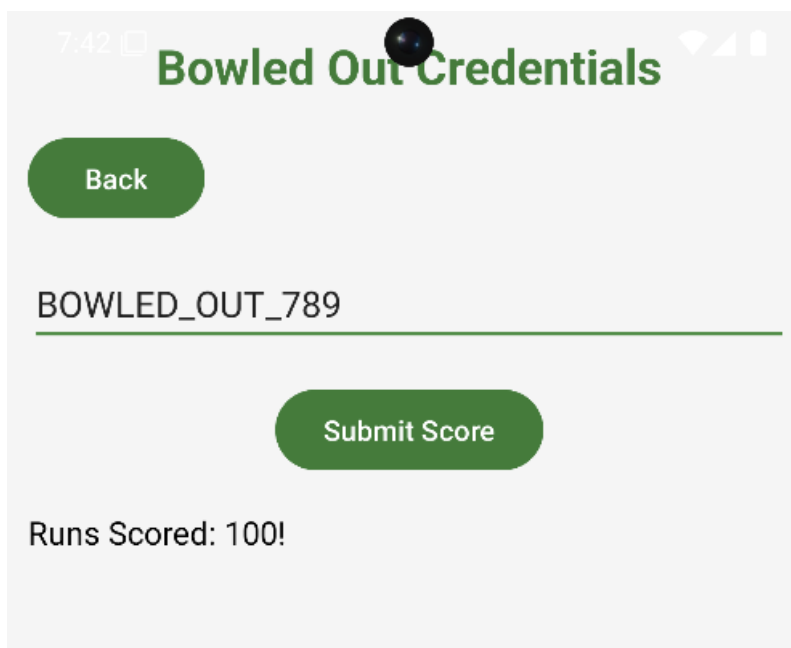 7:42
Bowled Out Credentials
Back
BOWLED_OUT_789
Submit Score
Runs Scored: 100!